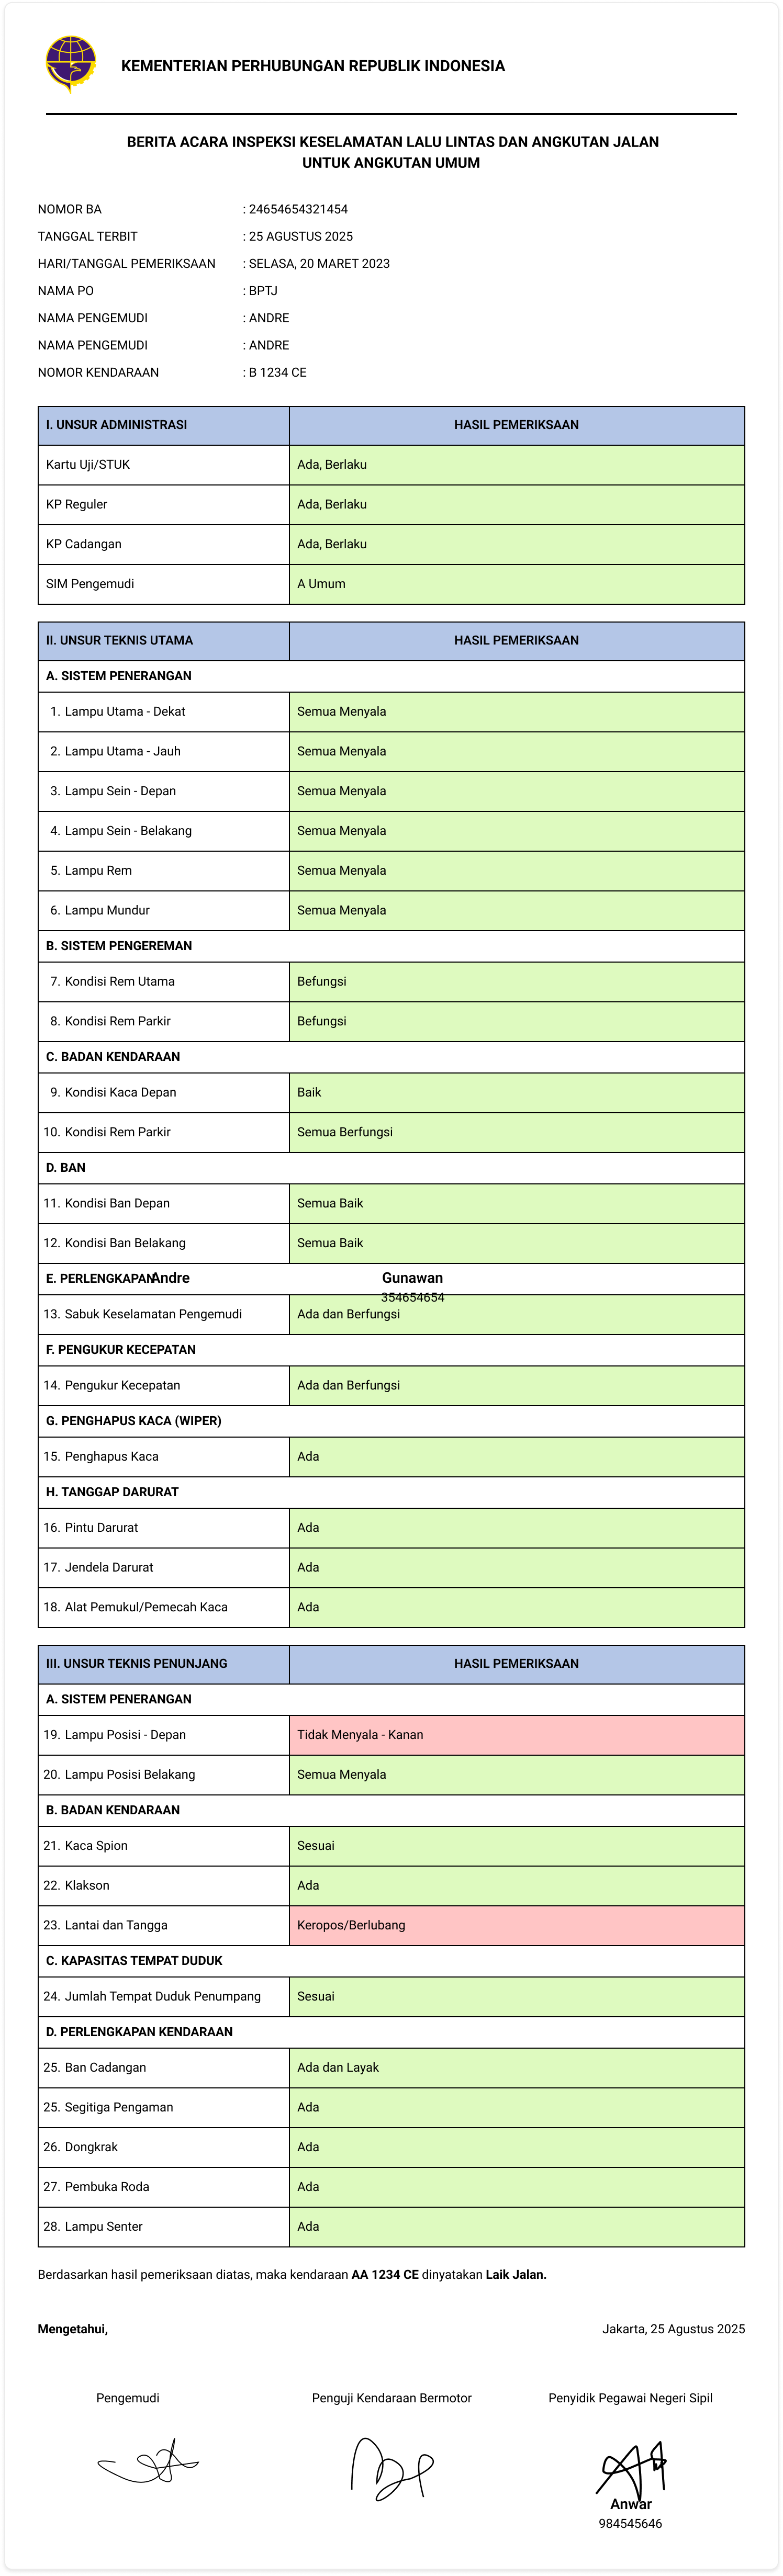 KEMENTERIAN PERHUBUNGAN REPUBLIK INDONESIA
BERITA ACARA INSPEKSI KESELAMATAN LALU LINTAS DAN ANGKUTAN JALAN
UNTUK ANGKUTAN UMUM
NOMOR BA : 24654654321454
TANGGAL TERBIT : 25 AGUSTUS 2025
HARI/TANGGAL PEMERIKSAAN : SELASA, 20 MARET 2023
NAMA PO : BPTJ
NAMA PENGEMUDI : ANDRE
NAMA PENGEMUDI : ANDRE
NOMOR KENDARAAN : B 1234 CE
I. UNSUR ADMINISTRASI HASIL PEMERIKSAAN
Kartu Uji/STUK Ada, Berlaku
KP Reguler Ada, Berlaku
KP Cadangan Ada, Berlaku
SIM Pengemudi A Umum
II. UNSUR TEKNIS UTAMA HASIL PEMERIKSAAN
A. SISTEM PENERANGAN
1. Lampu Utama - Dekat Semua Menyala
2. Lampu Utama - Jauh Semua Menyala
3. Lampu Sein - Depan Semua Menyala
4. Lampu Sein - Belakang Semua Menyala
5. Lampu Rem Semua Menyala
6. Lampu Mundur Semua Menyala
B. SISTEM PENGEREMAN
7. Kondisi Rem Utama Befungsi
8. Kondisi Rem Parkir Befungsi
C. BADAN KENDARAAN
9. Kondisi Kaca Depan Baik
10. Kondisi Rem Parkir Semua Berfungsi
D. BAN
11. Kondisi Ban Depan Semua Baik
12. Kondisi Ban Belakang Semua Baik
E. PERLENGKAPAN Andre Gunawan
354654654
13. Sabuk Keselamatan Pengemudi Ada dan Berfungsi
F. PENGUKUR KECEPATAN
14. Pengukur Kecepatan Ada dan Berfungsi
G. PENGHAPUS KACA (WIPER)
15. Penghapus Kaca Ada
H. TANGGAP DARURAT
16. Pintu Darurat Ada
17. Jendela Darurat Ada
18. Alat Pemukul/Pemecah Kaca Ada
III. UNSUR TEKNIS PENUNJANG HASIL PEMERIKSAAN
A. SISTEM PENERANGAN
19. Lampu Posisi - Depan Tidak Menyala - Kanan
20. Lampu Posisi Belakang Semua Menyala
B. BADAN KENDARAAN
21. Kaca Spion Sesuai
22. Klakson Ada
23. Lantai dan Tangga Keropos/Berlubang
C. KAPASITAS TEMPAT DUDUK
24. Jumlah Tempat Duduk Penumpang Sesuai
D. PERLENGKAPAN KENDARAAN
25. Ban Cadangan Ada dan Layak
25. Segitiga Pengaman Ada
26. Dongkrak Ada
27. Pembuka Roda Ada
28. Lampu Senter Ada
Berdasarkan hasil pemeriksaan diatas, maka kendaraan AA 1234 CE dinyatakan Laik Jalan.
Mengetahui, Jakarta, 25 Agustus 2025
Pengemudi Penguji Kendaraan Bermotor Penyidik Pegawai Negeri Sipil
Anwar
984545646